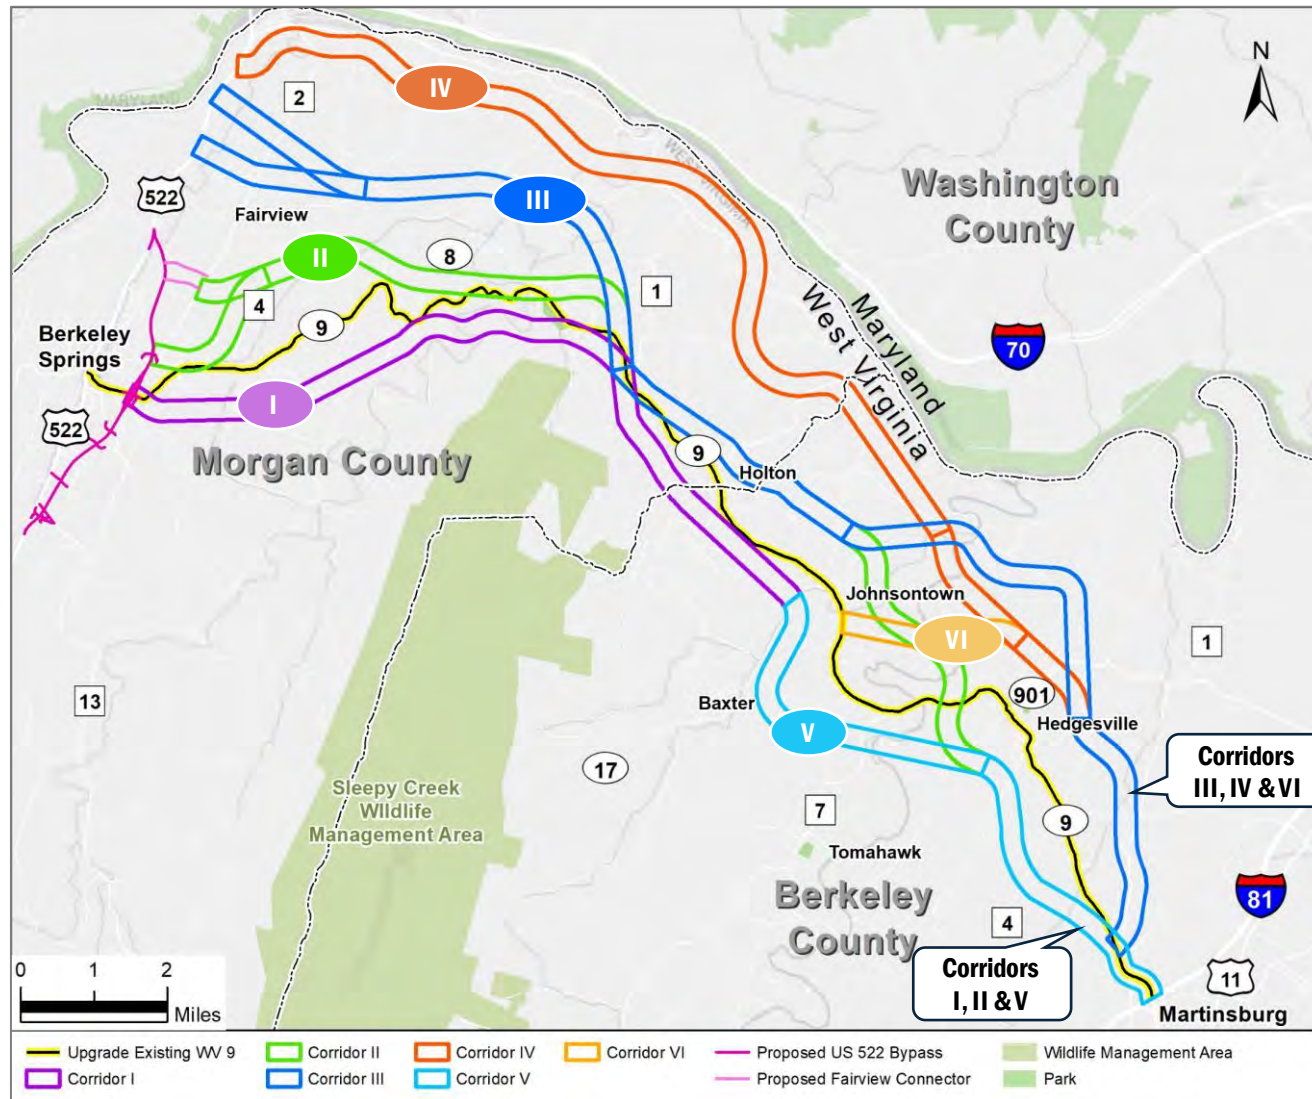 IV
N
2
MARYLAND
WEST VIRGINIA
Washington
County
III
522
Fairview
II
8
1
4
Maryland
West Virginia
9
70
Berkeley
Springs
I
522
Morgan County
9
Holton
Johnsontown
VI
1
13
Baxter
901
Hedgesville
V
Corridors
III, IV & VI
17
Sleepy Creek
Wildlife
Management Area
7
9
Tomahawk
Berkeley
County
81
4
Corridors
I, II & V
11
Martinsburg
0 1 2
Miles
Upgrade Existing WV 9
Corridor II
Corridor IV
Corridor VI
Proposed US 522 Bypass
Wildlife Management Area
Corridor I
Corridor III
Corridor V
Proposed Fairview Connector
Park